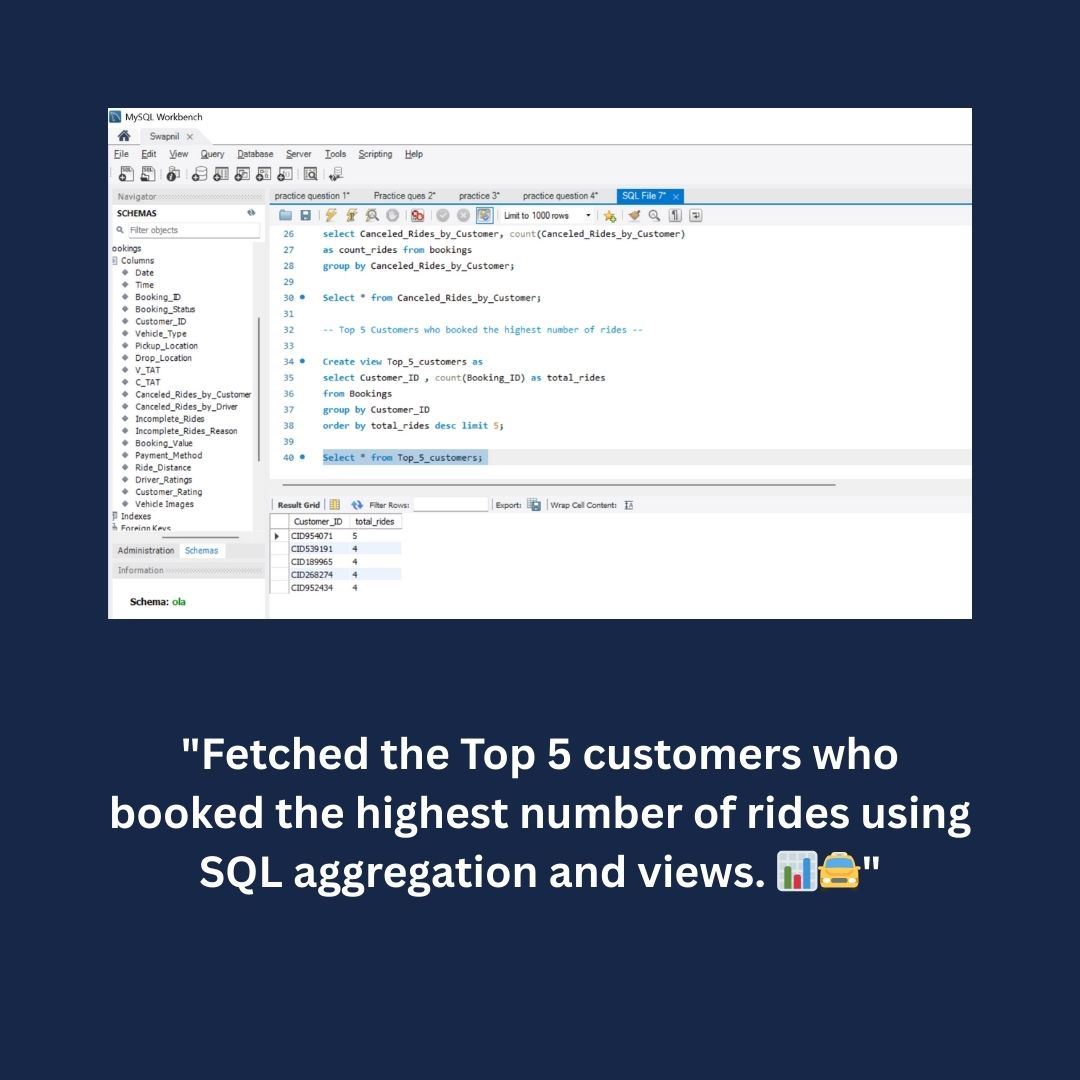 MySQL Workbench
Swapnil ×
File Edit View Query Database Server Tools Scripting Help
Navigator
SCHEMAS
Filter objects
ookings
Columns
Date
Time
Booking_ID
Booking_Status
Customer_ID
Vehicle_Type
Pickup_Location
Drop_Location
V_TAT
C_TAT
Canceled_Rides_by_Customer
Canceled_Rides_by_Driver
Incomplete_Rides
Incomplete_Rides_Reason
Booking_Value
Payment_Method
Ride_Distance
Driver_Ratings
Customer_Rating
Vehicle Images
Indexes
Foreign Keys
Administration Schemas
Information
Schema: ola
practice question 1* Practice ques 2* practice 3* practice question 4* SQL File 7* ×
Limit to 1000 rows
26 select Canceled_Rides_by_Customer, count(Canceled_Rides_by_Customer)
27 as count_rides from bookings
28 group by Canceled_Rides_by_Customer;
29
30 Select * from Canceled_Rides_by_Customer;
31
32 -- Top 5 Customers who booked the highest number of rides --
33
34 Create view Top_5_customers as
35 select Customer_ID , count(Booking_ID) as total_rides
36 from Bookings
37 group by Customer_ID
38 order by total_rides desc limit 5;
39
40 Select * from Top_5_customers;
Result Grid Filter Rows: Export: Wrap Cell Content:
Customer_ID total_rides
CID954071 5
CID539191 4
CID189965 4
CID268274 4
CID952434 4
"Fetched the Top 5 customers who
booked the highest number of rides using
SQL aggregation and views. 📊🚖"